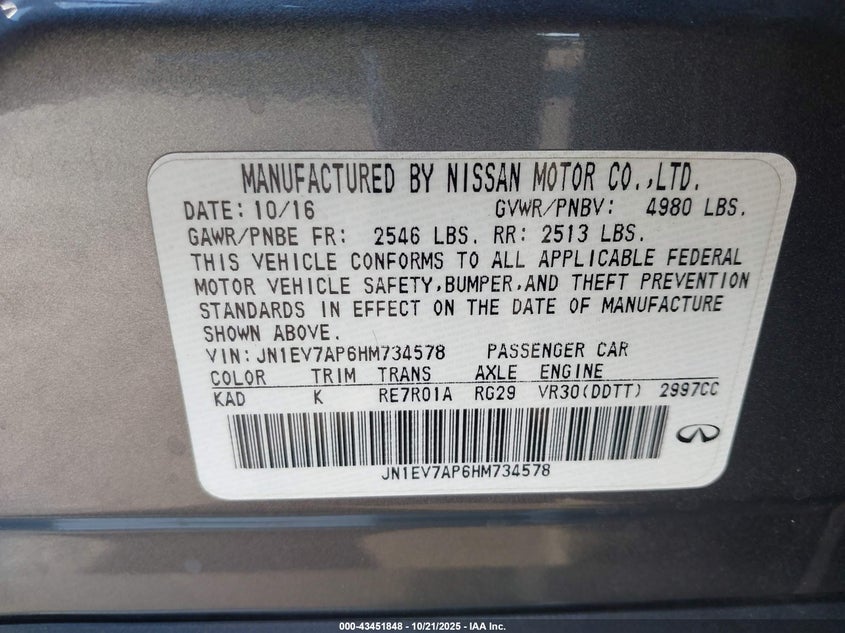 MANUFACTURED BY NISSAN MOTOR CO.,LTD.
DATE: 10/16 GVWR/PNBV: 4980 LBS.
GAWR/PNBE FR: 2546 LBS. RR: 2513 LBS.
THIS VEHICLE CONFORMS TO ALL APPLICABLE FEDERAL
MOTOR VEHICLE SAFETY,BUMPER,AND THEFT PREVENTION
STANDARDS IN EFFECT ON THE DATE OF MANUFACTURE
SHOWN ABOVE.
VIN: JN1EV7AP6HM734578 PASSENGER CAR
COLOR TRIM TRANS AXLE ENGINE
KAD K RE7R01A RG29 VR30(DDTT) 2997CC
JN1EV7AP6HM734578
000-43451848 - 10/21/2025 - IAA Inc.